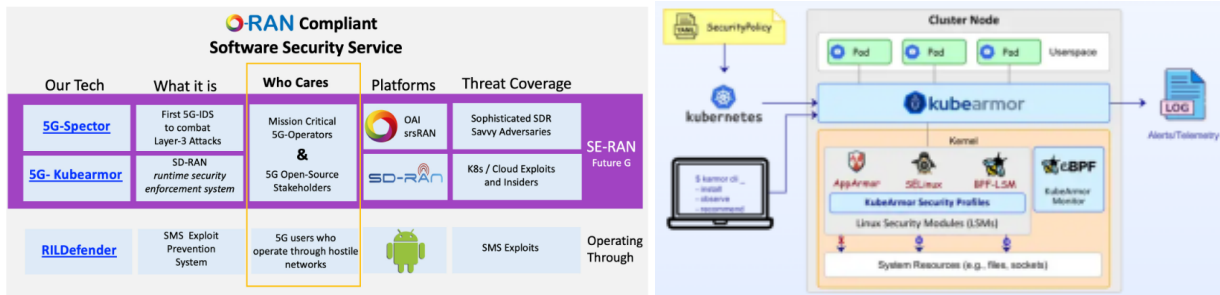 O-RAN Compliant
Software Security Service
Our Tech
What it is
Who Cares
Platforms
Threat Coverage
5G-Spector
First 5G-IDS
to combat
Layer-3 Attacks
Mission Critical
5G-Operators
&
5G Open-Source
Stakeholders
OAI
srsRAN
Sophisticated SDR
Savvy Adversaries
SE-RAN
Future G
5G- Kubearmor
SD-RAN
runtime security
enforcement system
SD-RAN
K8s / Cloud Exploits
and Insiders
RILDefender
SMS Exploit
Prevention
System
5G users who
operate through hostile
networks
SMS Exploits
Operating
Through
YAML
SecurityPolicy
kubernetes
$ karmor cli _
- install
- observe
- recommend
Cluster Node
Pod
Pod
Pod
Userspace
kubearmor
Kernel
AppArmor
SELinux
BPF-LSM
KubeArmor Security Profiles
Linux Security Modules (LSMs)
eBPF
KubeArmor
Monitor
System Resources (e.g., files, sockets)
LOG
Alerts/Telemetry